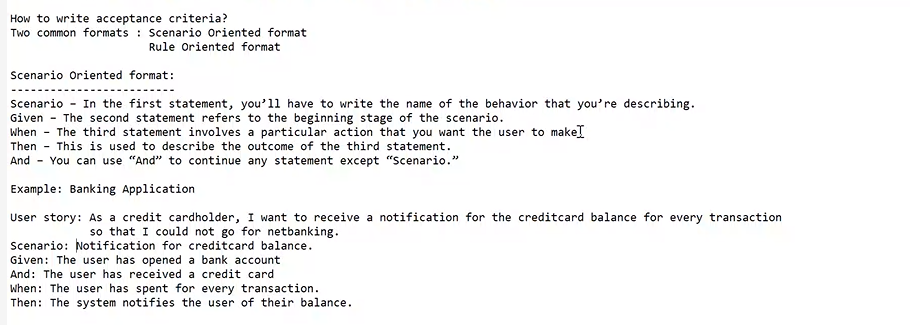 How to write acceptance criteria?
Two common formats : Scenario Oriented format
Rule Oriented format
Scenario Oriented format:
-------------------------
Scenario – In the first statement, you’ll have to write the name of the behavior that you’re describing.
Given – The second statement refers to the beginning stage of the scenario.
When – The third statement involves a particular action that you want the user to make
Then – This is used to describe the outcome of the third statement.
And – You can use “And” to continue any statement except “Scenario.”
Example: Banking Application
User story: As a credit cardholder, I want to receive a notification for the creditcard balance for every transaction
so that I could not go for netbanking.
Scenario: Notification for creditcard balance.
Given: The user has opened a bank account
And: The user has received a credit card
When: The user has spent for every transaction.
Then: The system notifies the user of their balance.